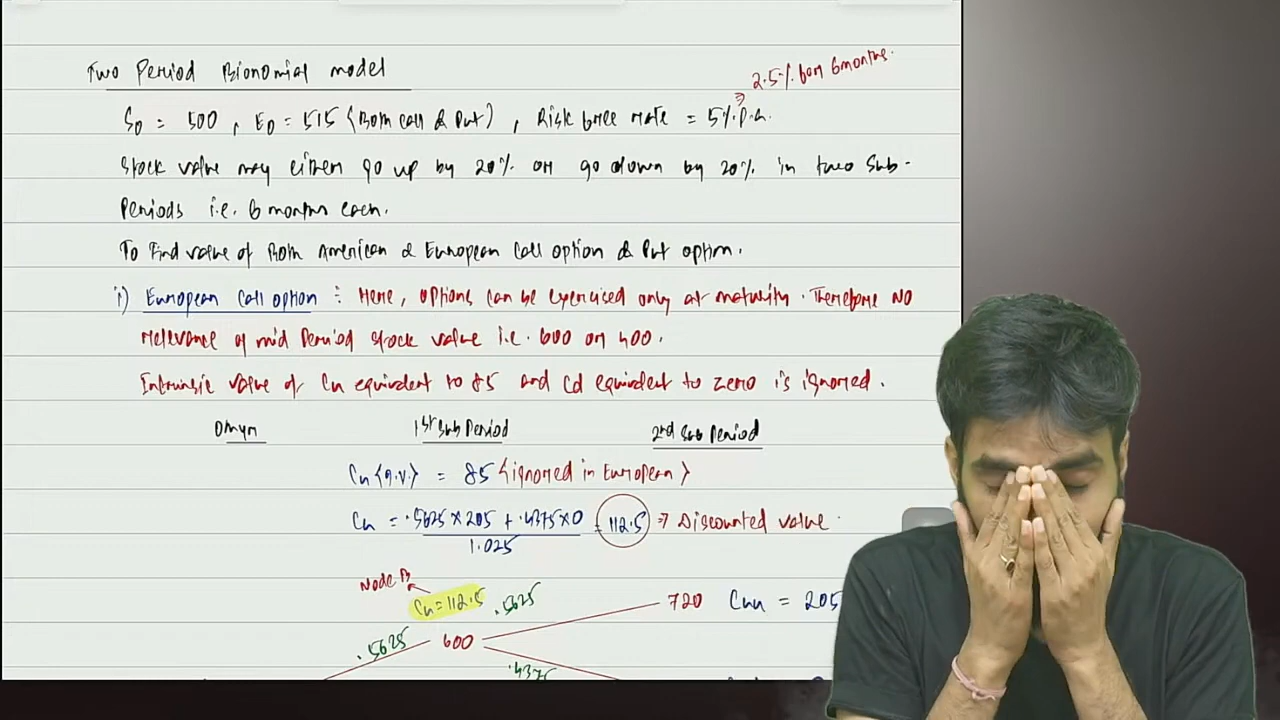 Two Period Bionomial model
2.5% for 6 months.
S0 = 500, E0 = 515 {Both call & Put}, Risk free rate = 5% p.a.
Stock value may either go up by 20% or go down by 20% in two sub-
Periods i.e. 6 months each.
To Find value of Both American & European Call option & Put option.
i) European Call option : Here, options can be exercised only at maturity. Therefore NO
relevance of mid Period stock value i.e. 600 or 400.
Intrinsic value of Cu equivalent to 85 and Cd equivalent to zero is ignored.
1st Sub Period 2nd Sub Period
= 85 {ignored in European}
Cu = .5625 × 205 + .4375 × 0 = 112.5 ⇒ Discounted value.
1.025
Node B
Cu = 112.5 .5625 720 Cuu = 205
.5625 600
.4375